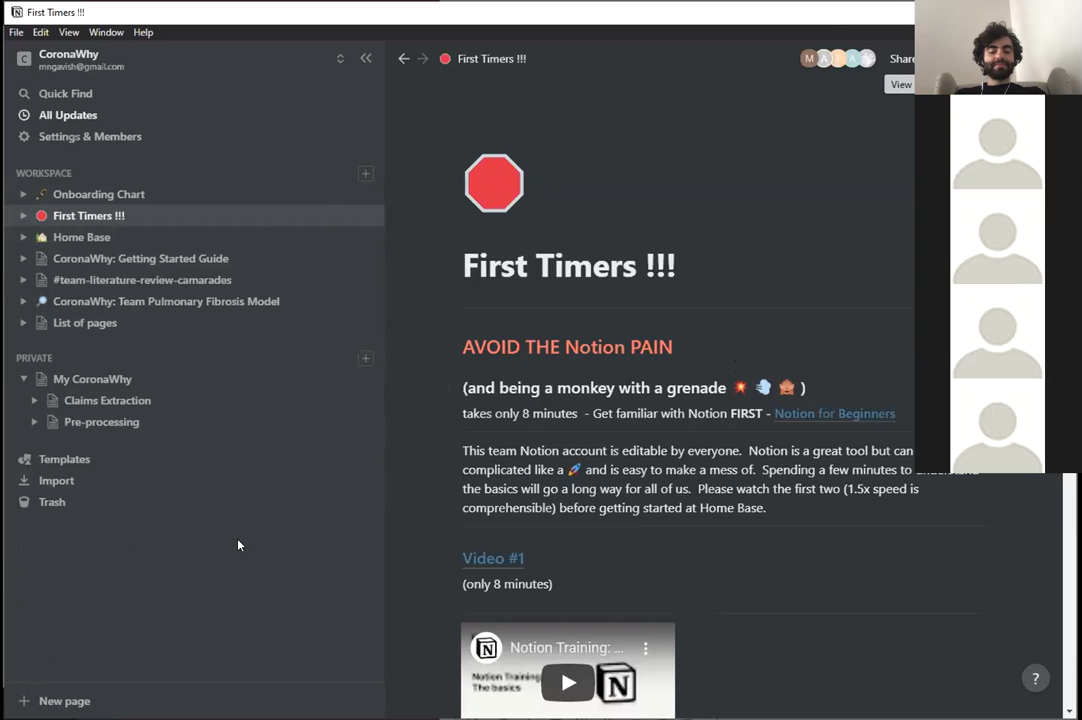 First Timers !!!
File Edit View Window Help
C CoronaWhy
mngavish@gmail.com
Quick Find
All Updates
Settings & Members
WORKSPACE
Onboarding Chart
First Timers !!!
Home Base
CoronaWhy: Getting Started Guide
#team-literature-review-camarades
CoronaWhy: Team Pulmonary Fibrosis Model
List of pages
PRIVATE
My CoronaWhy
Claims Extraction
Pre-processing
Templates
Import
Trash
New page
First Timers !!!
M A
Share
View
First Timers !!!
AVOID THE Notion PAIN
(and being a monkey with a grenade 💥 💨 🙈 )
takes only 8 minutes - Get familiar with Notion FIRST - Notion for Beginners
This team Notion account is editable by everyone. Notion is a great tool but can
complicated like a 🚀 and is easy to make a mess of. Spending a few minutes to
the basics will go a long way for all of us. Please watch the first two (1.5x speed is
comprehensible) before getting started at Home Base.
Video #1
(only 8 minutes)
Notion Training: ...
Notion Training
The basics
N
?